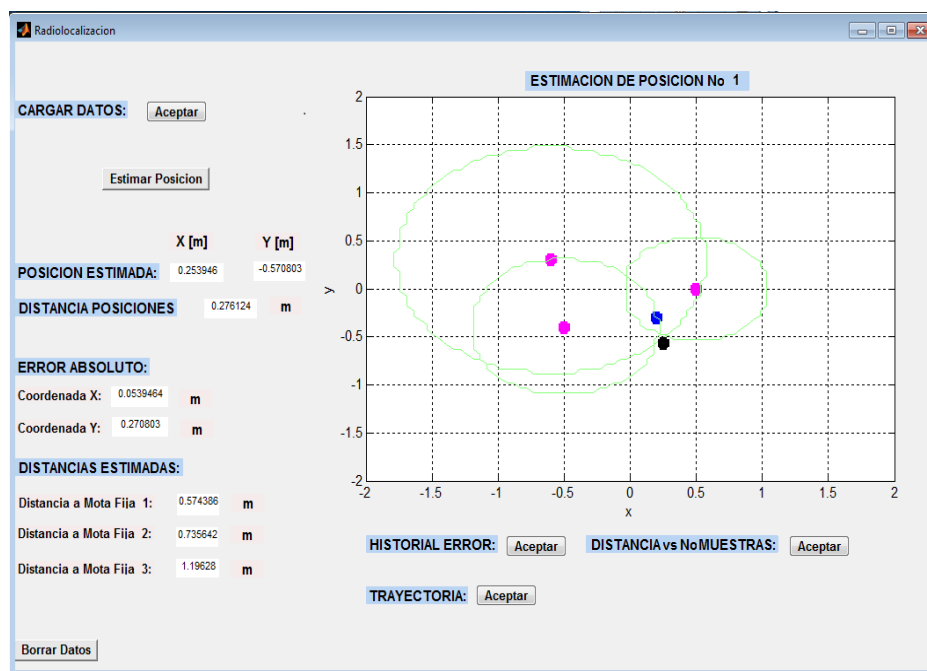 Radiolocalizacion
CARGAR DATOS: Aceptar
Estimar Posicion
X [m] Y [m]
POSICION ESTIMADA: 0.253946 -0.570803
DISTANCIA POSICIONES 0.276124 m
ERROR ABSOLUTO:
Coordenada X: 0.0539464 m
Coordenada Y: 0.270803 m
DISTANCIAS ESTIMADAS:
Distancia a Mota Fija 1: 0.574386 m
Distancia a Mota Fija 2: 0.735642 m
Distancia a Mota Fija 3: 1.19628 m
Borrar Datos
ESTIMACION DE POSICION No 1
2
1.5
1
0.5
0
-0.5
-1
-1.5
-2
y
-2 -1.5 -1 -0.5 0 0.5 1 1.5 2
x
HISTORIAL ERROR: Aceptar DISTANCIA vs No MUESTRAS: Aceptar
TRAYECTORIA: Aceptar